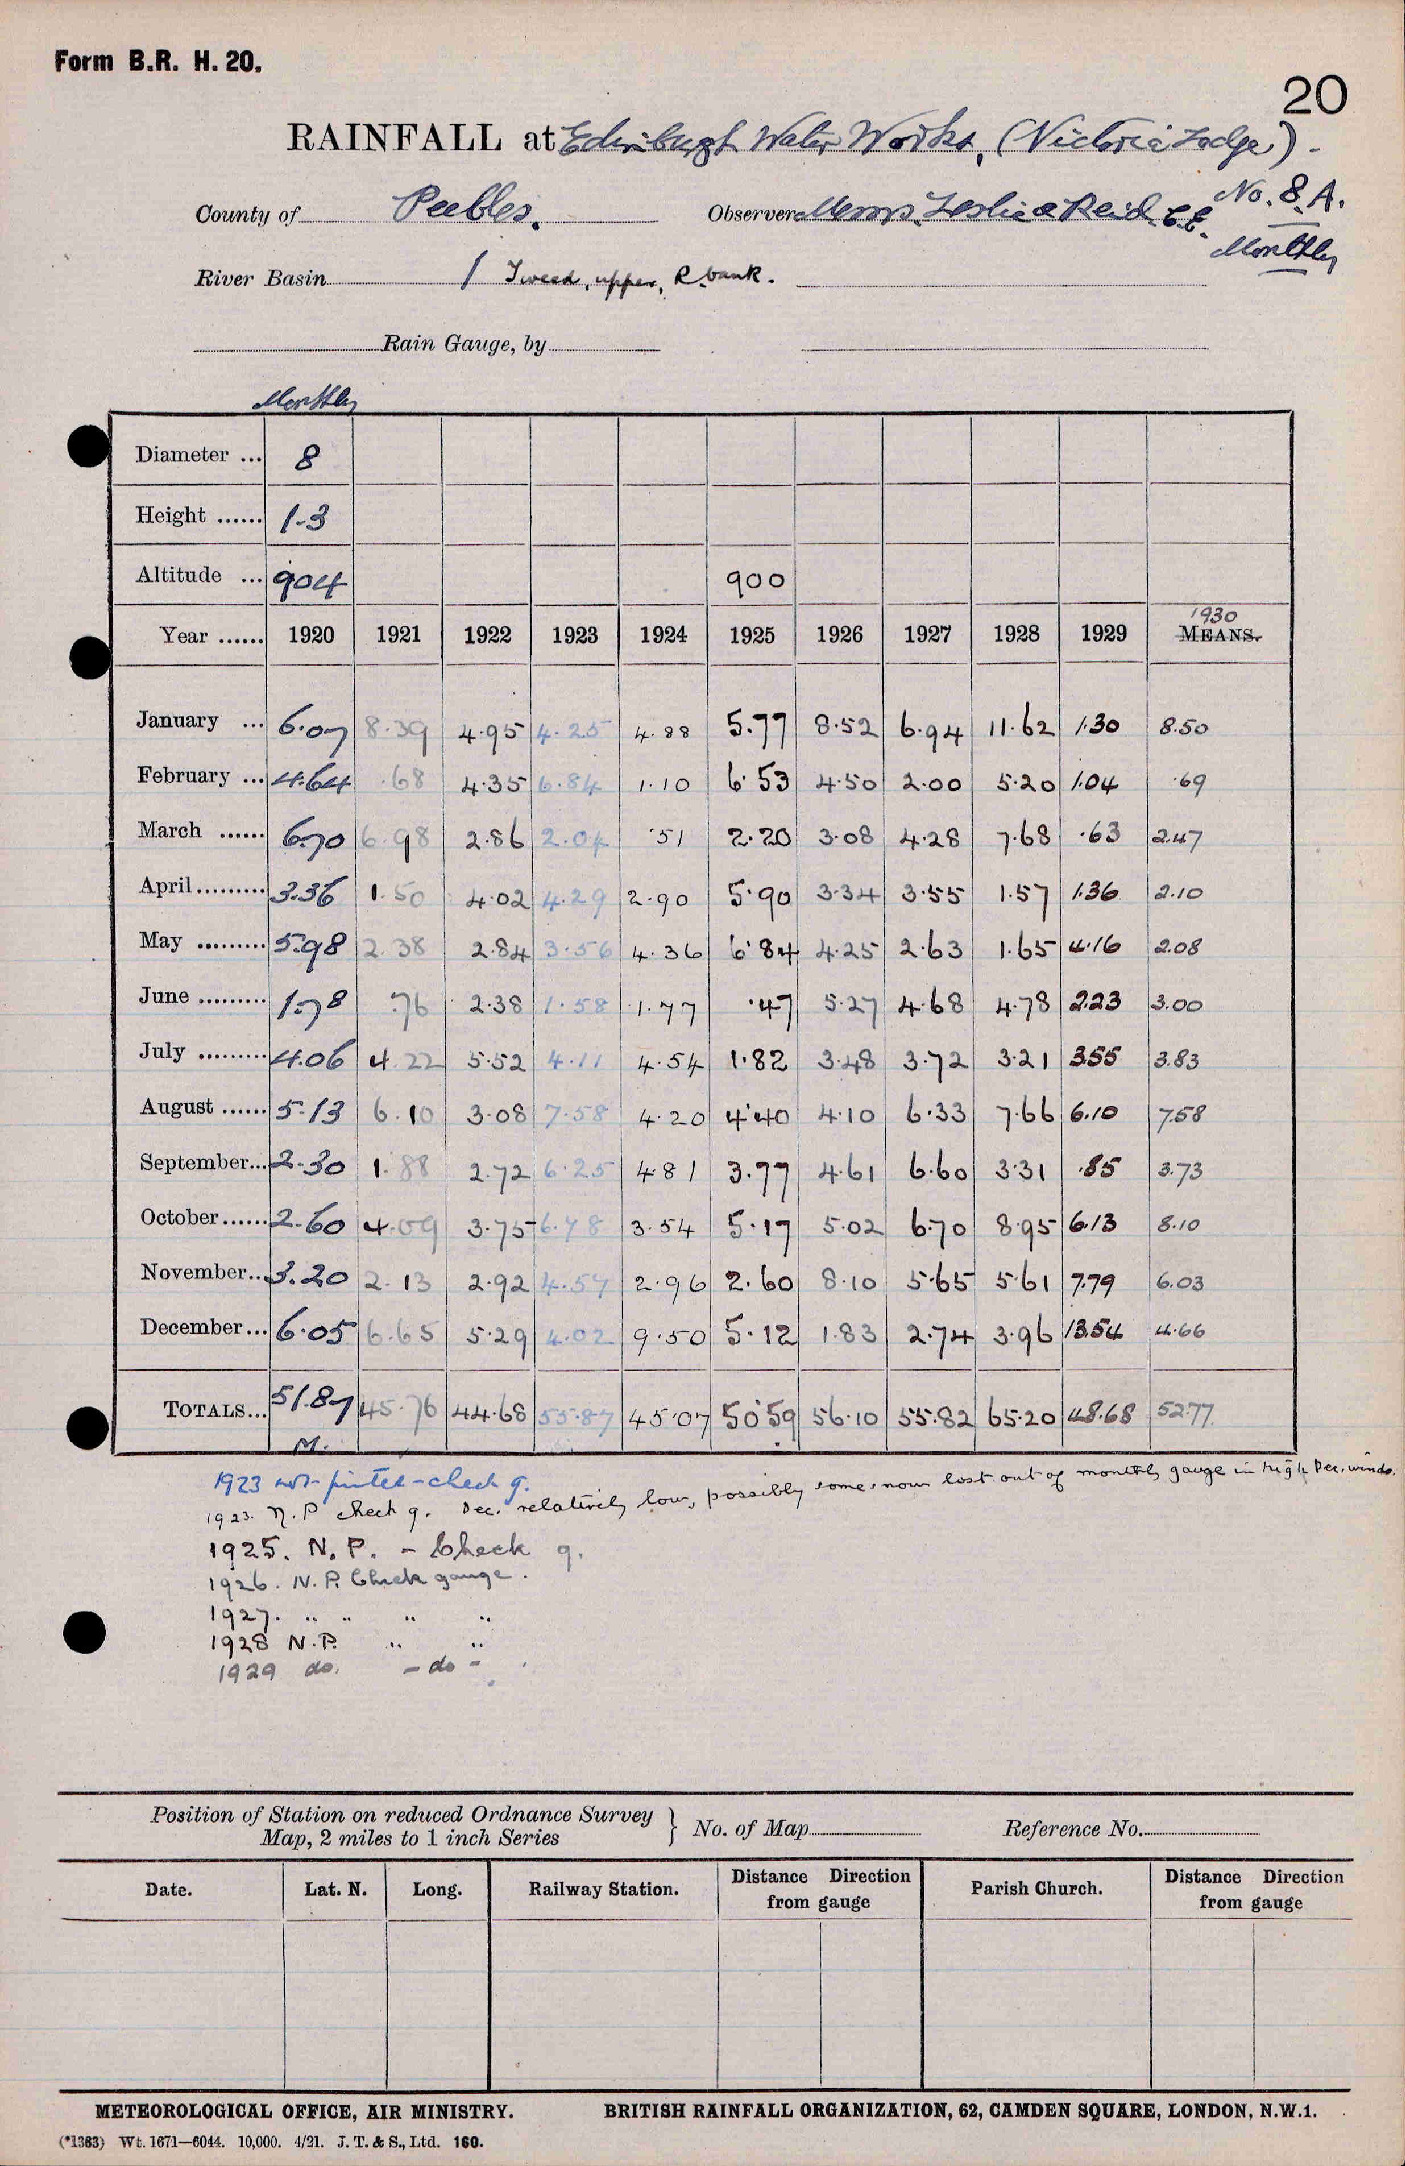 Form B.R. H. 20.
20
RAINFALL at Edinburgh Water Works, (Victoria Lodge).
No. 8.A.
County of Peebles. Observer Messrs. Leslie & Reid. C.E.
Monthly
River Basin / Tweed, upper, R. bank.
Rain Gauge, by
Monthly
Diameter ... 8
Height ...... 1-3
Altitude ... 904 900
1930
Year ...... 1920 1921 1922 1923 1924 1925 1926 1927 1928 1929 MEANS.
January ... 6.07 8.39 4.95 4.25 4.88 5.77 8.52 6.94 11.62 1.30 8.50
February ... 4.64 .68 4.35 6.84 1.10 6.53 4.50 2.00 5.20 1.04 .69
March ...... 6.70 6.98 2.86 2.04 .51 2.20 3.08 4.28 7.68 .63 2.47
April......... 3.36 1.50 4.02 4.29 2.90 5.90 3.34 3.55 1.57 1.36 2.10
May ......... 5.98 2.38 2.84 3.56 4.36 6.84 4.25 2.63 1.65 4.16 2.08
June ......... 1.78 .76 2.38 1.58 1.77 .47 5.27 4.68 4.78 2.23 3.00
July ......... 4.06 4.22 5.52 4.11 4.54 1.82 3.48 3.72 3.21 3.55 3.83
August ...... 5.13 6.10 3.08 7.58 4.20 4.40 4.10 6.33 7.66 6.10 7.58
September... 2.30 1.88 2.72 6.25 4.81 3.77 4.61 6.60 3.31 .85 3.73
October...... 2.60 4.09 3.75 6.78 3.54 5.17 5.02 6.70 8.95 6.13 8.10
November... 3.20 2.13 2.92 4.57 2.96 2.60 8.10 5.65 5.61 7.79 6.03
December... 6.05 6.65 5.29 4.02 9.50 5.12 1.83 2.74 3.96 13.54 4.66
TOTALS... 51.87 45.76 44.68 55.87 45.07 50.59 56.10 55.82 65.20 48.68 52.77
M.
1923 not printed - check g.
1923. N.P check g. Dec. relatively low, possibly some snow lost out of monthly gauge in high Dec. winds.
1925. N.P. - Check g.
1926. N.P. Check gauge.
1927. " " " "
1928 N.P. " "
1929 do. - do -
Position of Station on reduced Ordnance Survey
Map, 2 miles to 1 inch Series } No. of Map Reference No.
Date. Lat. N. Long. Railway Station. Distance Direction from gauge Parish Church. Distance Direction from gauge
METEOROLOGICAL OFFICE, AIR MINISTRY. BRITISH RAINFALL ORGANIZATION, 62, CAMDEN SQUARE, LONDON, N.W.1.
(*1383) Wt. 1671—6044. 10,000. 4/21. J. T. & S., Ltd. 160.